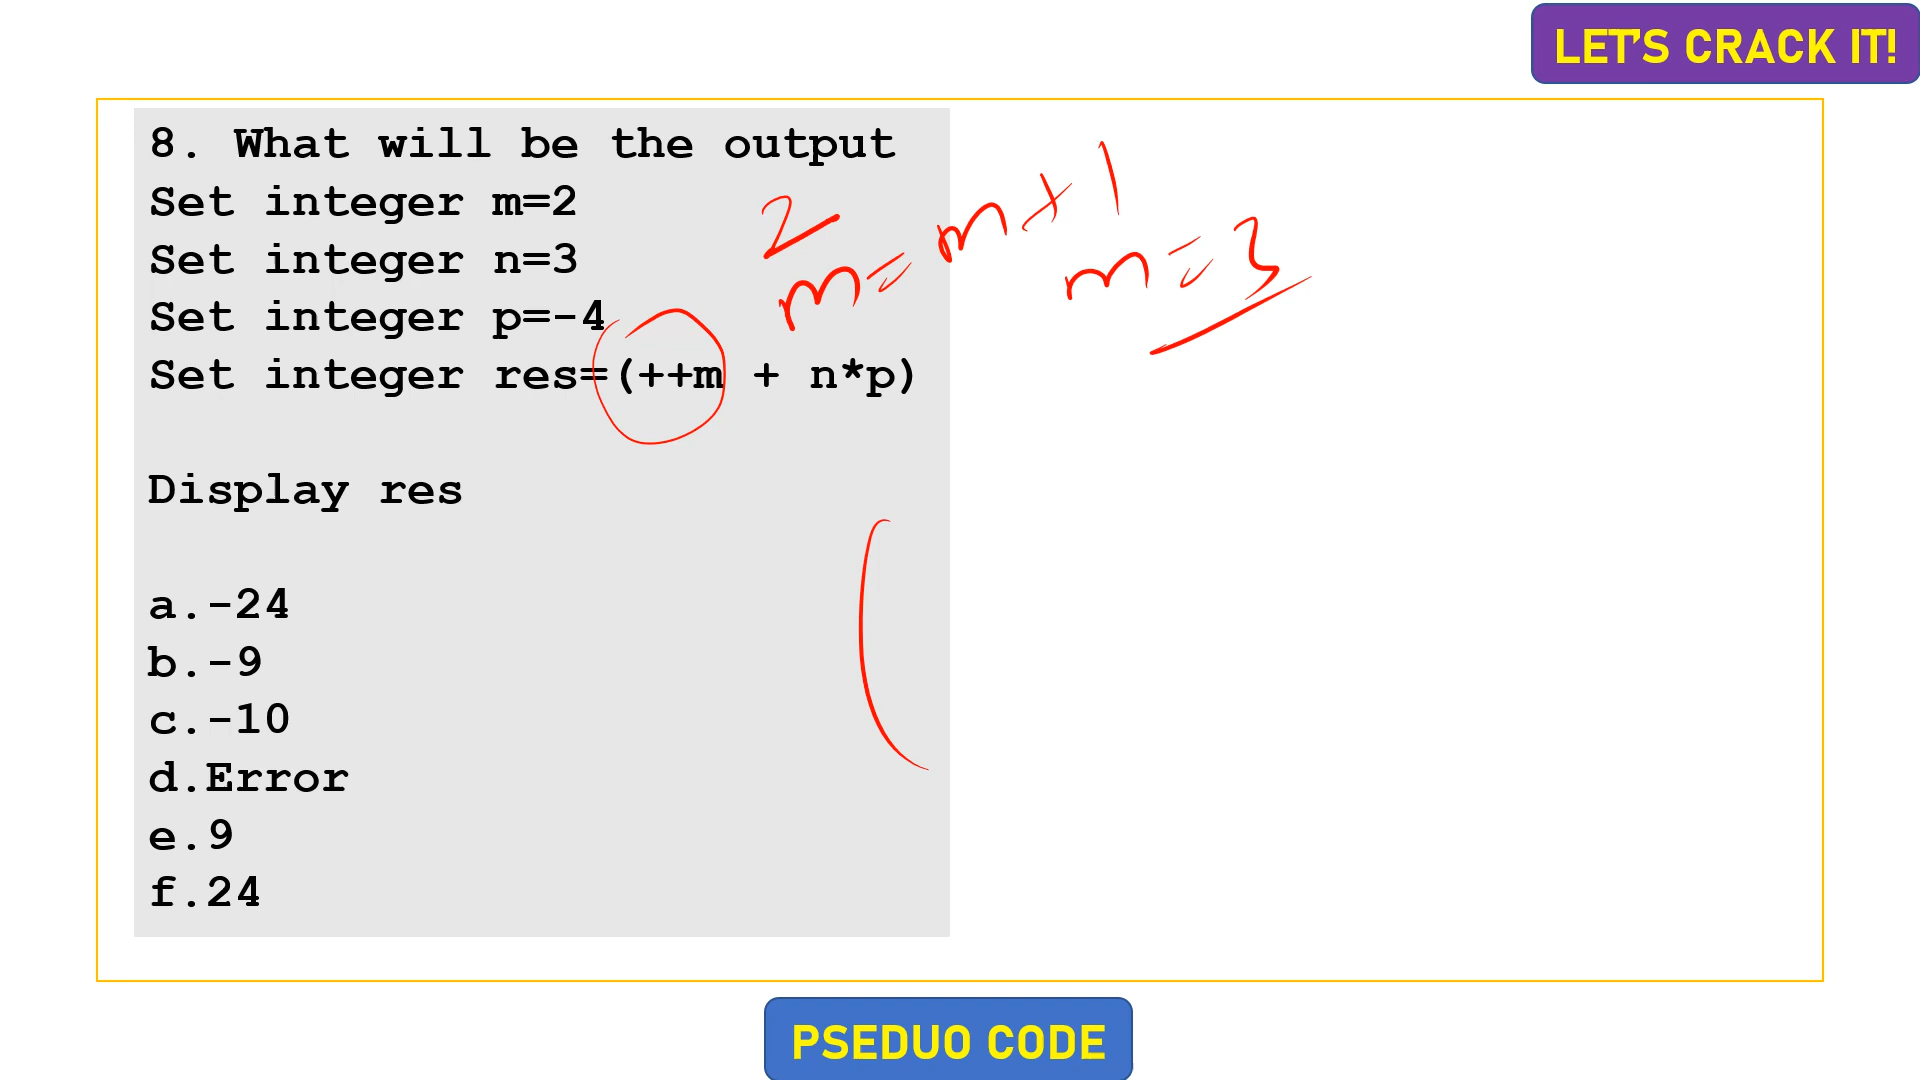 LET'S CRACK IT!
8. What will be the output
Set integer m=2
Set integer n=3
Set integer p=-4
Set integer res=(++m + n*p)
Display res
a.-24
b.-9
c.-10
d.Error
e.9
f.24
2
m=m+1
m=3
(
PSEDUO CODE